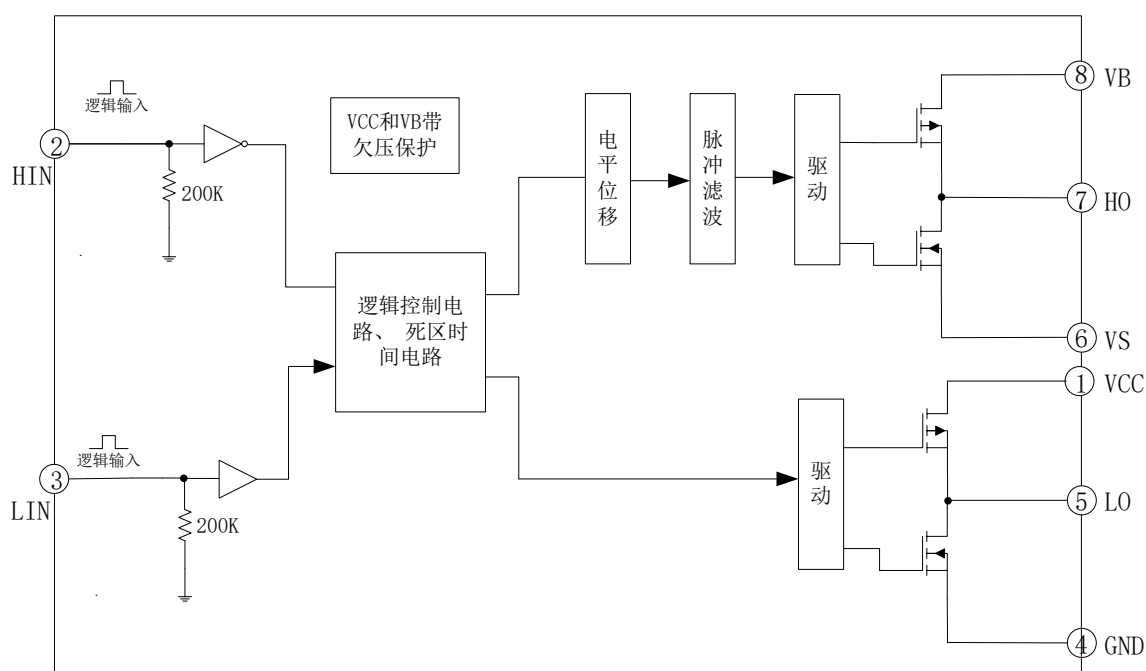 逻辑输入
2
HIN
200K
VCC和VB带
欠压保护
逻辑控制电
路、 死区时
间电路
电平位移
脉冲滤波
驱动
8 VB
7 HO
6 VS
1 VCC
逻辑输入
3
LIN
200K
驱动
5 LO
4 GND